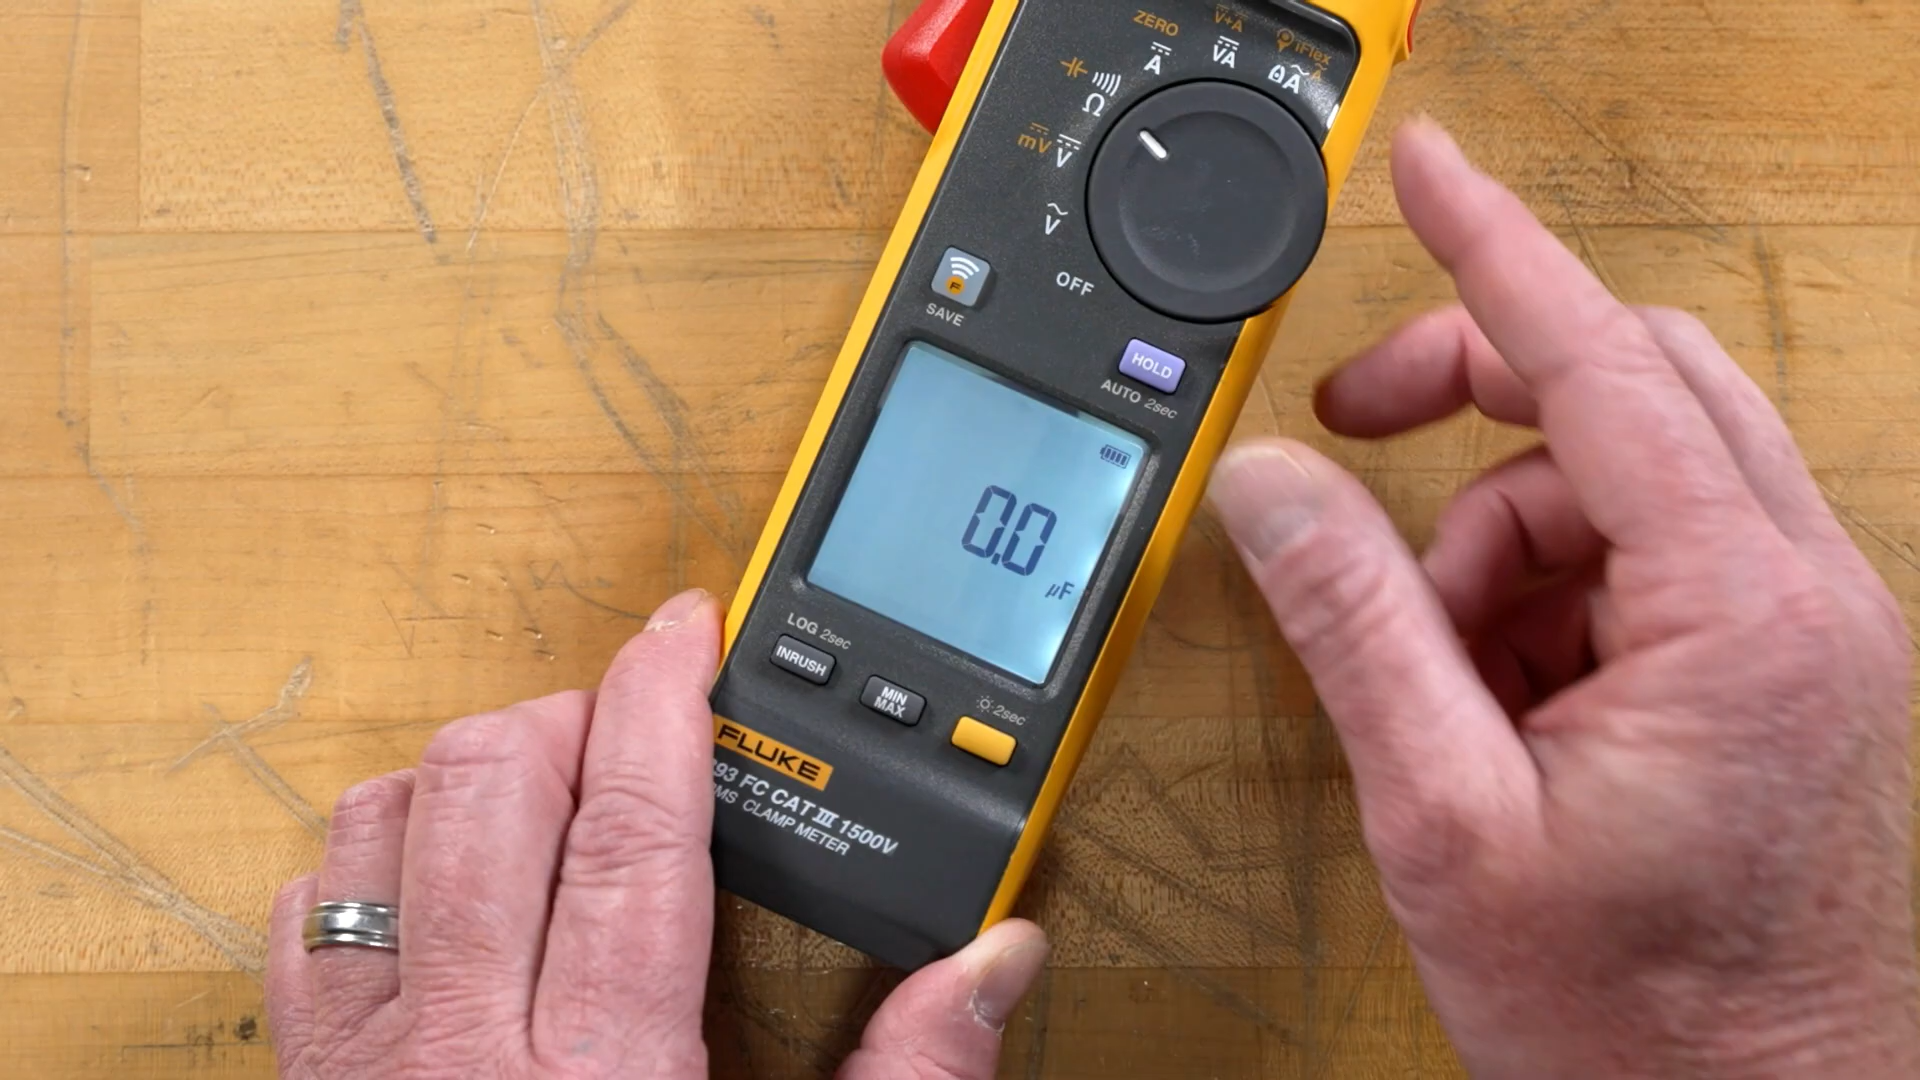 ZERO
V+A
iFlex
A
VA
A A
Ω
mV V
V
OFF
SAVE
HOLD
AUTO 2sec
0.0
µF
LOG 2sec
INRUSH
MIN
MAX
2sec
FLUKE
93 FC CAT III 1500V
CLAMP METER